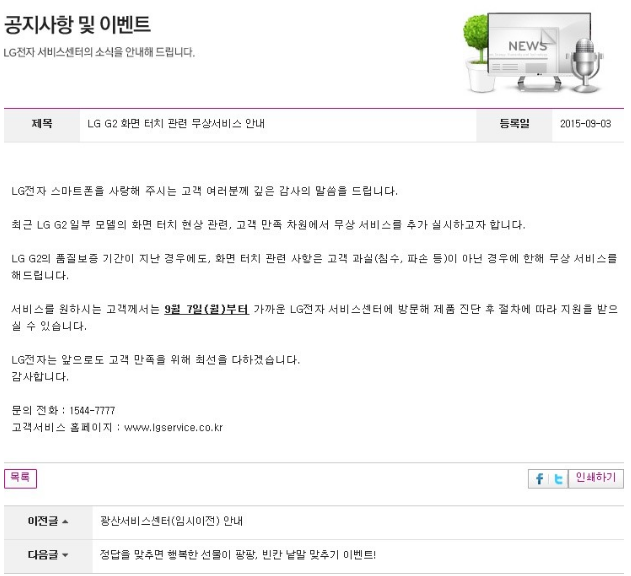 공지사항 및 이벤트
LG전자 서비스센터의 소식을 안내해 드립니다.
NEWS
제목 LG G2 화면 터치 관련 무상서비스 안내 등록일 2015-09-03
LG전자 스마트폰을 사랑해 주시는 고객 여러분께 깊은 감사의 말씀을 드립니다.
최근 LG G2 일부 모델의 화면 터치 현상 관련, 고객 만족 차원에서 무상 서비스를 추가 실시하고자 합니다.
LG G2의 품질보증 기간이 지난 경우에도, 화면 터치 관련 사항은 고객 과실(침수, 파손 등)이 아닌 경우에 한해 무상 서비스를
해드립니다.
서비스를 원하시는 고객께서는 9월 7일(월)부터 가까운 LG전자 서비스센터에 방문해 제품 진단 후 절차에 따라 지원을 받으
실 수 있습니다.
LG전자는 앞으로도 고객 만족을 위해 최선을 다하겠습니다.
감사합니다.
문의 전화 : 1544-7777
고객서비스 홈페이지 : www.lgservice.co.kr
목록 f t 인쇄하기
이전글 ▲ 광산서비스센터(임시이전) 안내
다음글 ▼ 정답을 맞추면 행복한 선물이 팡팡, 빈칸 낱말 맞추기 이벤트!